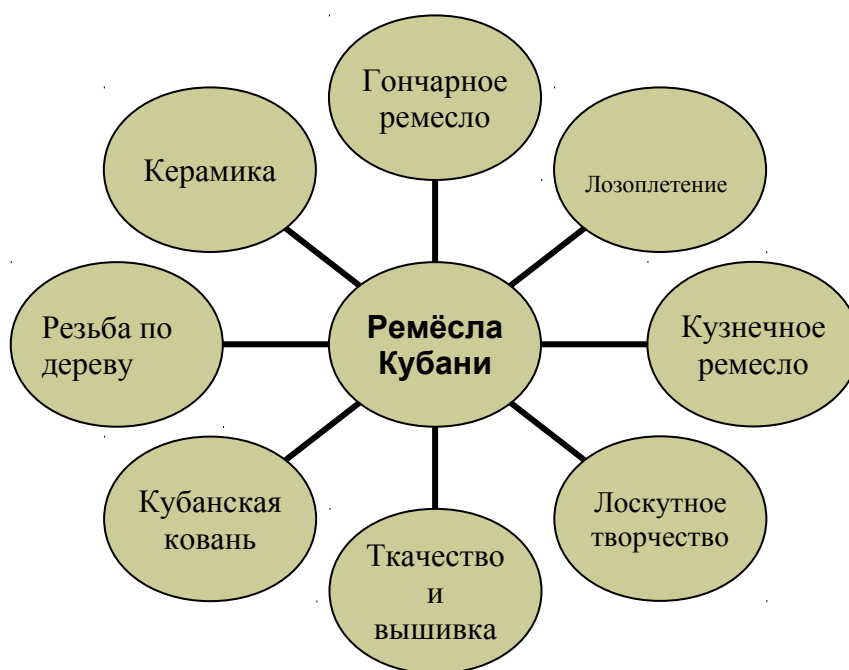 Гончарное
ремесло
Керамика
Лозоплетение
Резьба по
дереву
Ремёсла
Кубани
Кузнечное
ремесло
Кубанская
ковань
Лоскутное
творчество
Ткачество
и
вышивка